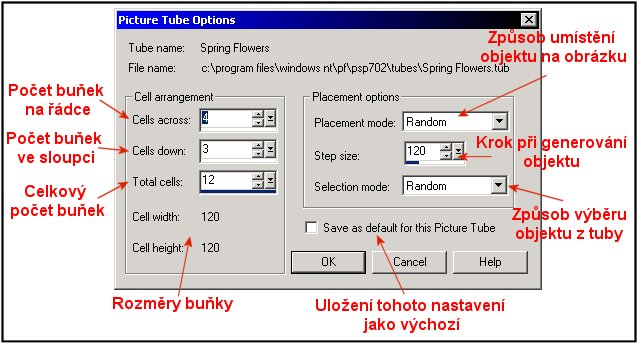 Picture Tube Options
Tube name: Spring Flowers
File name: c:\program files\windows nt\pf\psp702\tubes\Spring Flowers.tub
Způsob umístění
objektu na obrázku
Počet buňek
na řádce
Počet buňek
ve sloupci
Celkový
počet buňek
Cell arrangement
Cells across: 4
Cells down: 3
Total cells: 12
Cell width: 120
Cell height: 120
Rozměry buňky
Placement options
Placement mode: Random
Step size: 120
Selection mode: Random
Krok při generování
objektu
Způsob výběru
objektu z tuby
Save as default for this Picture Tube
OK Cancel Help
Uložení tohoto nastavení
jako výchozí